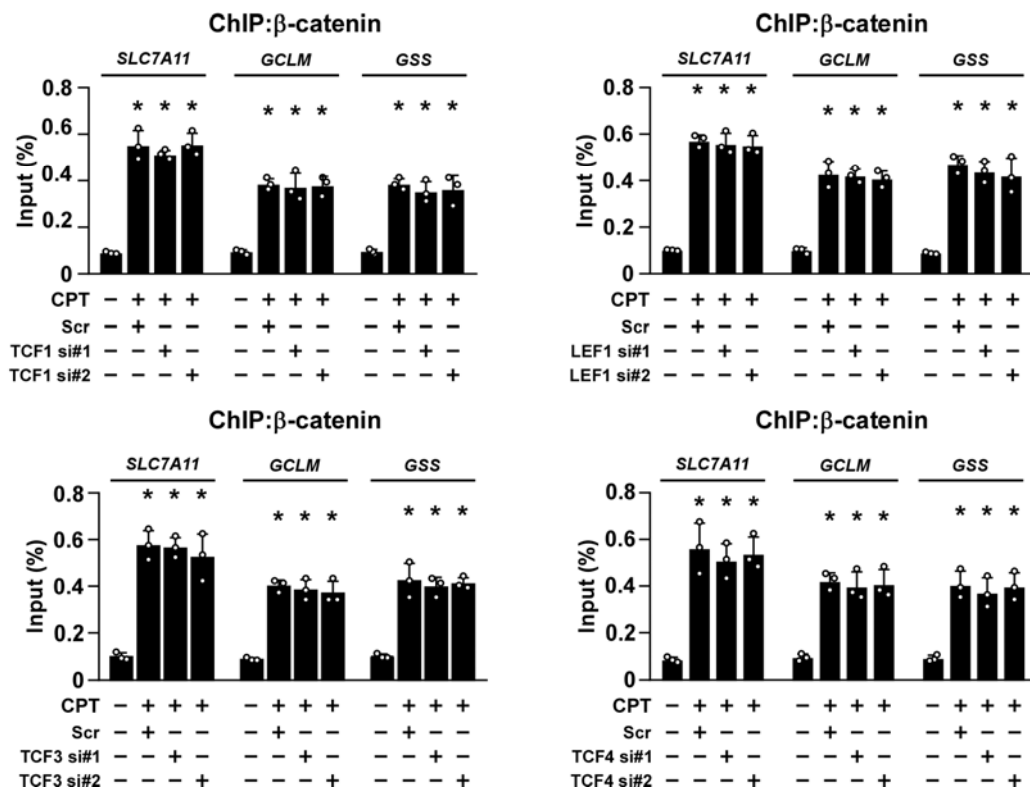 ChIP:β-catenin
SLC7A11 GCLM GSS
* * * * * * * * *
Input (%)
0.8
0.6
0.4
0.2
0
CPT − + + + − + + + − + + +
Scr − + − − − + − − − + − −
TCF1 si#1 − − + − − − + − − − + −
TCF1 si#2 − − − + − − − + − − − +
ChIP:β-catenin
SLC7A11 GCLM GSS
* * * * * * * * *
Input (%)
0.8
0.6
0.4
0.2
0
CPT − + + + − + + + − + + +
Scr − + − − − + − − − + − −
LEF1 si#1 − − + − − − + − − − + −
LEF1 si#2 − − − + − − − + − − − +
ChIP:β-catenin
SLC7A11 GCLM GSS
* * * * * * * * *
Input (%)
0.8
0.6
0.4
0.2
0
CPT − + + + − + + + − + + +
Scr − + − − − + − − − + − −
TCF3 si#1 − − + − − − + − − − + −
TCF3 si#2 − − − + − − − + − − − +
ChIP:β-catenin
SLC7A11 GCLM GSS
* * * * * * * * *
Input (%)
0.8
0.6
0.4
0.2
0
CPT − + + + − + + + − + + +
Scr − + − − − + − − − + − −
TCF4 si#1 − − + − − − + − − − + −
TCF4 si#2 − − − + − − − + − − − +